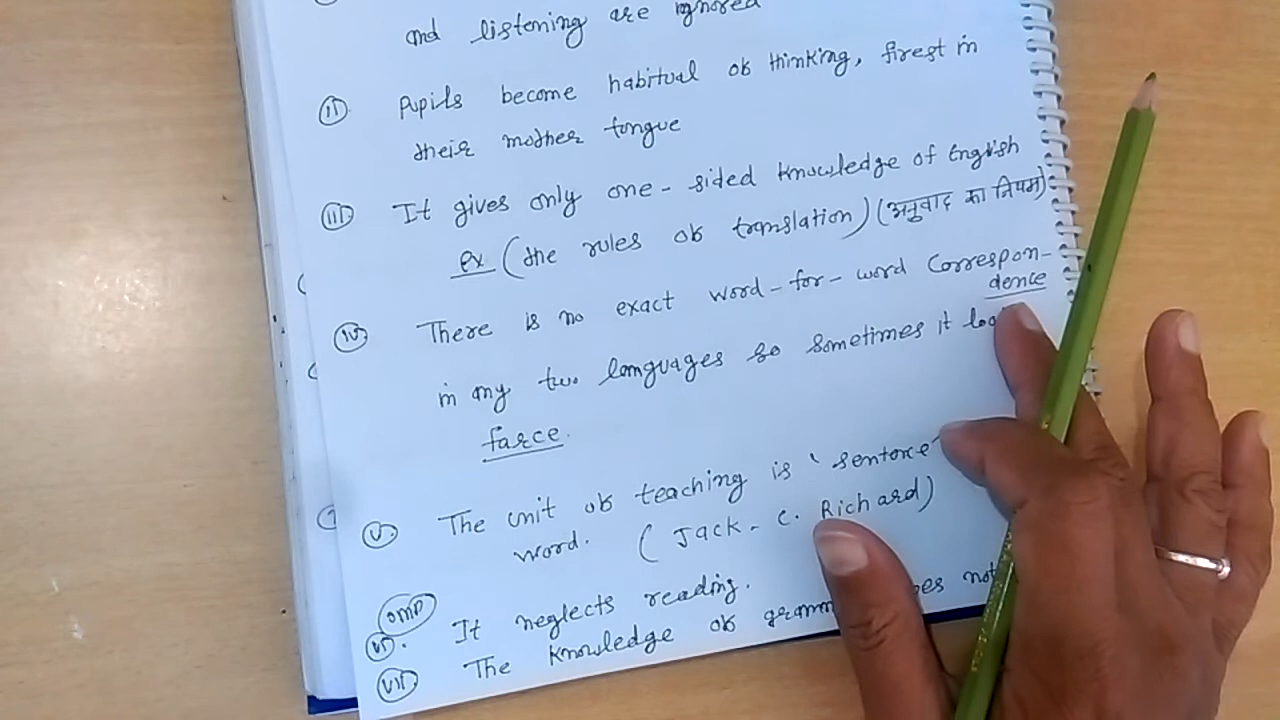 and listening are ignored
(ii) Pupils become habitual of thinking, firest in
their mother tongue
(iii) It gives only one-sided knowledge of English
ex (the rules of translation) (अनुवाद का नियम)
(iv) There is no exact word-for-word correspon-
dence
in any two languages so sometimes it
farce.
(v). The unit of teaching is 'sentence'
word. (Jack-C. Richard)
omp
(vi). It neglects reading.
(vii) The knowledge of not